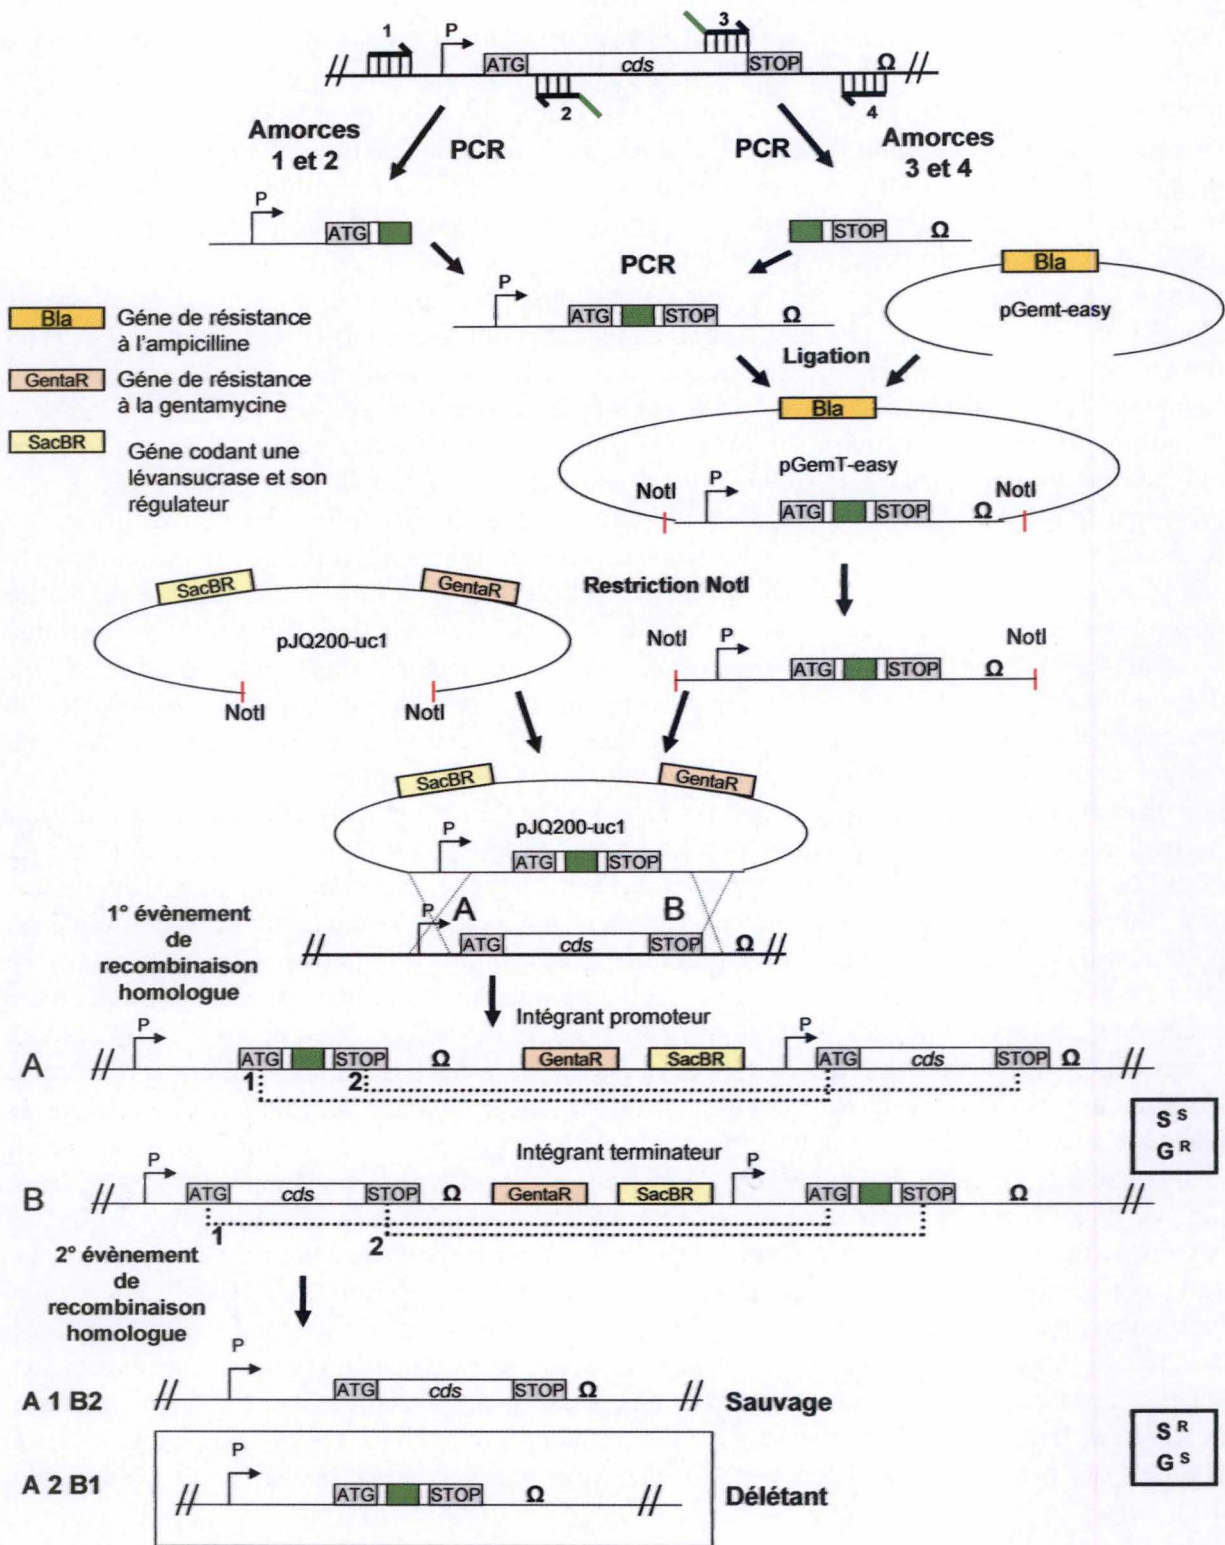 1
P
3
ATG
cds
STOP
Ω
2
4
Amorces
1 et 2
PCR
PCR
Amorces
3 et 4
P
ATG
STOP
Ω
PCR
Bla
pGemt-easy
P
ATG
STOP
Ω
Bla
Géne de résistance
à l'ampicilline
GentaR
Géne de résistance
à la gentamycine
SacBR
Géne codant une
lévansucrase et son
régulateur
Ligation
Bla
pGemT-easy
NotI
P
ATG
STOP
Ω
NotI
SacBR
GentaR
pJQ200-uc1
NotI
NotI
Restriction NotI
NotI
P
ATG
STOP
Ω
NotI
SacBR
GentaR
pJQ200-uc1
P
ATG
STOP
A
B
P
ATG
cds
STOP
Ω
1° évènement
de
recombinaison
homologue
Intégrant promoteur
A
P
ATG
STOP
Ω
GentaR
SacBR
P
ATG
cds
STOP
Ω
1
2
S S
G R
Intégrant terminateur
B
P
ATG
cds
STOP
Ω
GentaR
SacBR
P
ATG
STOP
Ω
1
2
2° évènement
de
recombinaison
homologue
A 1 B2
P
ATG
cds
STOP
Ω
Sauvage
S R
G S
A 2 B1
P
ATG
STOP
Ω
Délétant